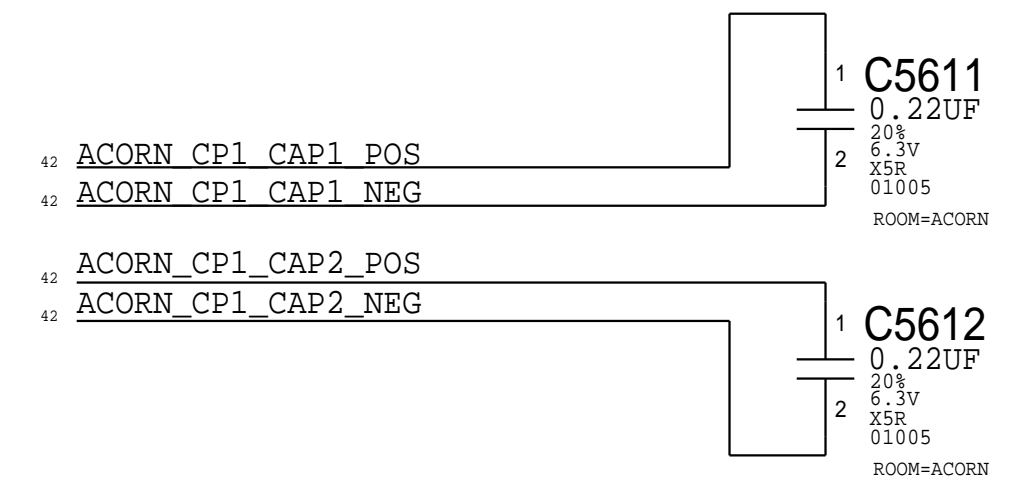 1 C5611
0.22UF
20%
42 ACORN_CP1_CAP1_POS
2 6.3V
X5R
42 ACORN_CP1_CAP1_NEG
01005
ROOM=ACORN
42 ACORN_CP1_CAP2_POS
42 ACORN_CP1_CAP2_NEG
1 C5612
0.22UF
20%
6.3V
2 X5R
01005
ROOM=ACORN